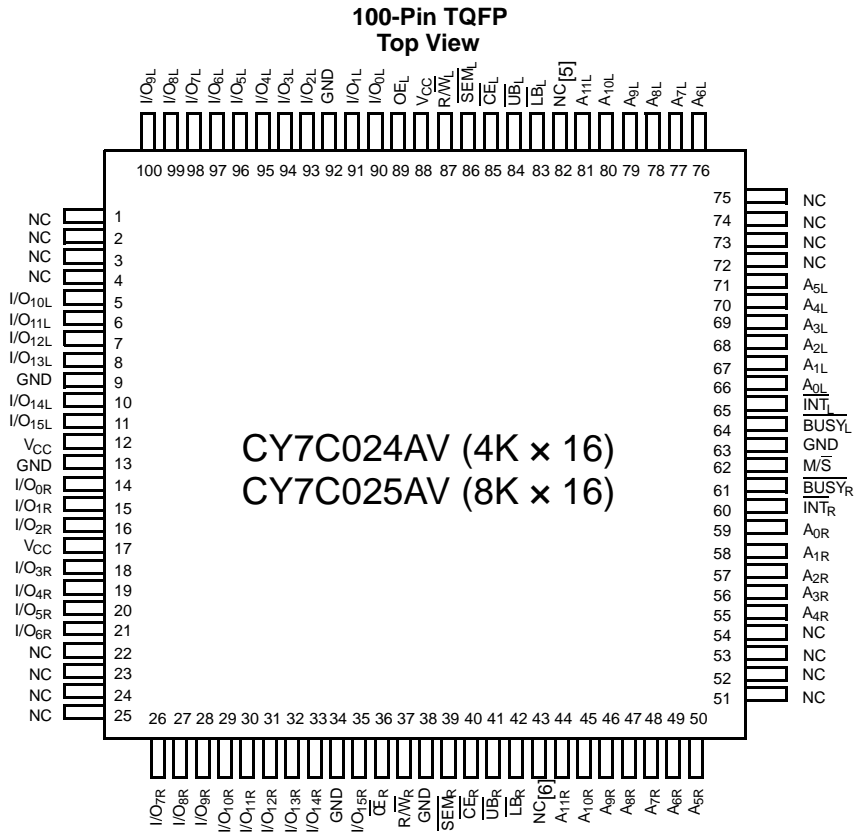 100-Pin TQFP
Top View
I/O9L I/O8L I/O7L I/O6L I/O5L I/O4L I/O3L I/O2L GND I/O1L I/O0L OEL VCC R/WL SEML CEL UBL LBL NC[5] A11L A10L A9L A8L A7L A6L
100 99 98 97 96 95 94 93 92 91 90 89 88 87 86 85 84 83 82 81 80 79 78 77 76
NC 1
NC 2
NC 3
NC 4
I/O10L 5
I/O11L 6
I/O12L 7
I/O13L 8
GND 9
I/O14L 10
I/O15L 11
VCC 12
GND 13
I/O0R 14
I/O1R 15
I/O2R 16
VCC 17
I/O3R 18
I/O4R 19
I/O5R 20
I/O6R 21
NC 22
NC 23
NC 24
NC 25
CY7C024AV (4K × 16)
CY7C025AV (8K × 16)
75 NC
74 NC
73 NC
72 NC
71 A5L
70 A4L
69 A3L
68 A2L
67 A1L
66 A0L
65 INTL
64 BUSYL
63 GND
62 M/S
61 BUSYR
60 INTR
59 A0R
58 A1R
57 A2R
56 A3R
55 A4R
54 NC
53 NC
52 NC
51 NC
26 27 28 29 30 31 32 33 34 35 36 37 38 39 40 41 42 43 44 45 46 47 48 49 50
I/O7R I/O8R I/O9R I/O10R I/O11R I/O12R I/O13R I/O14R GND I/O15R OER R/WR GND SEMR CER UBR LBR NC[6] A11R A10R A9R A8R A7R A6R A5R